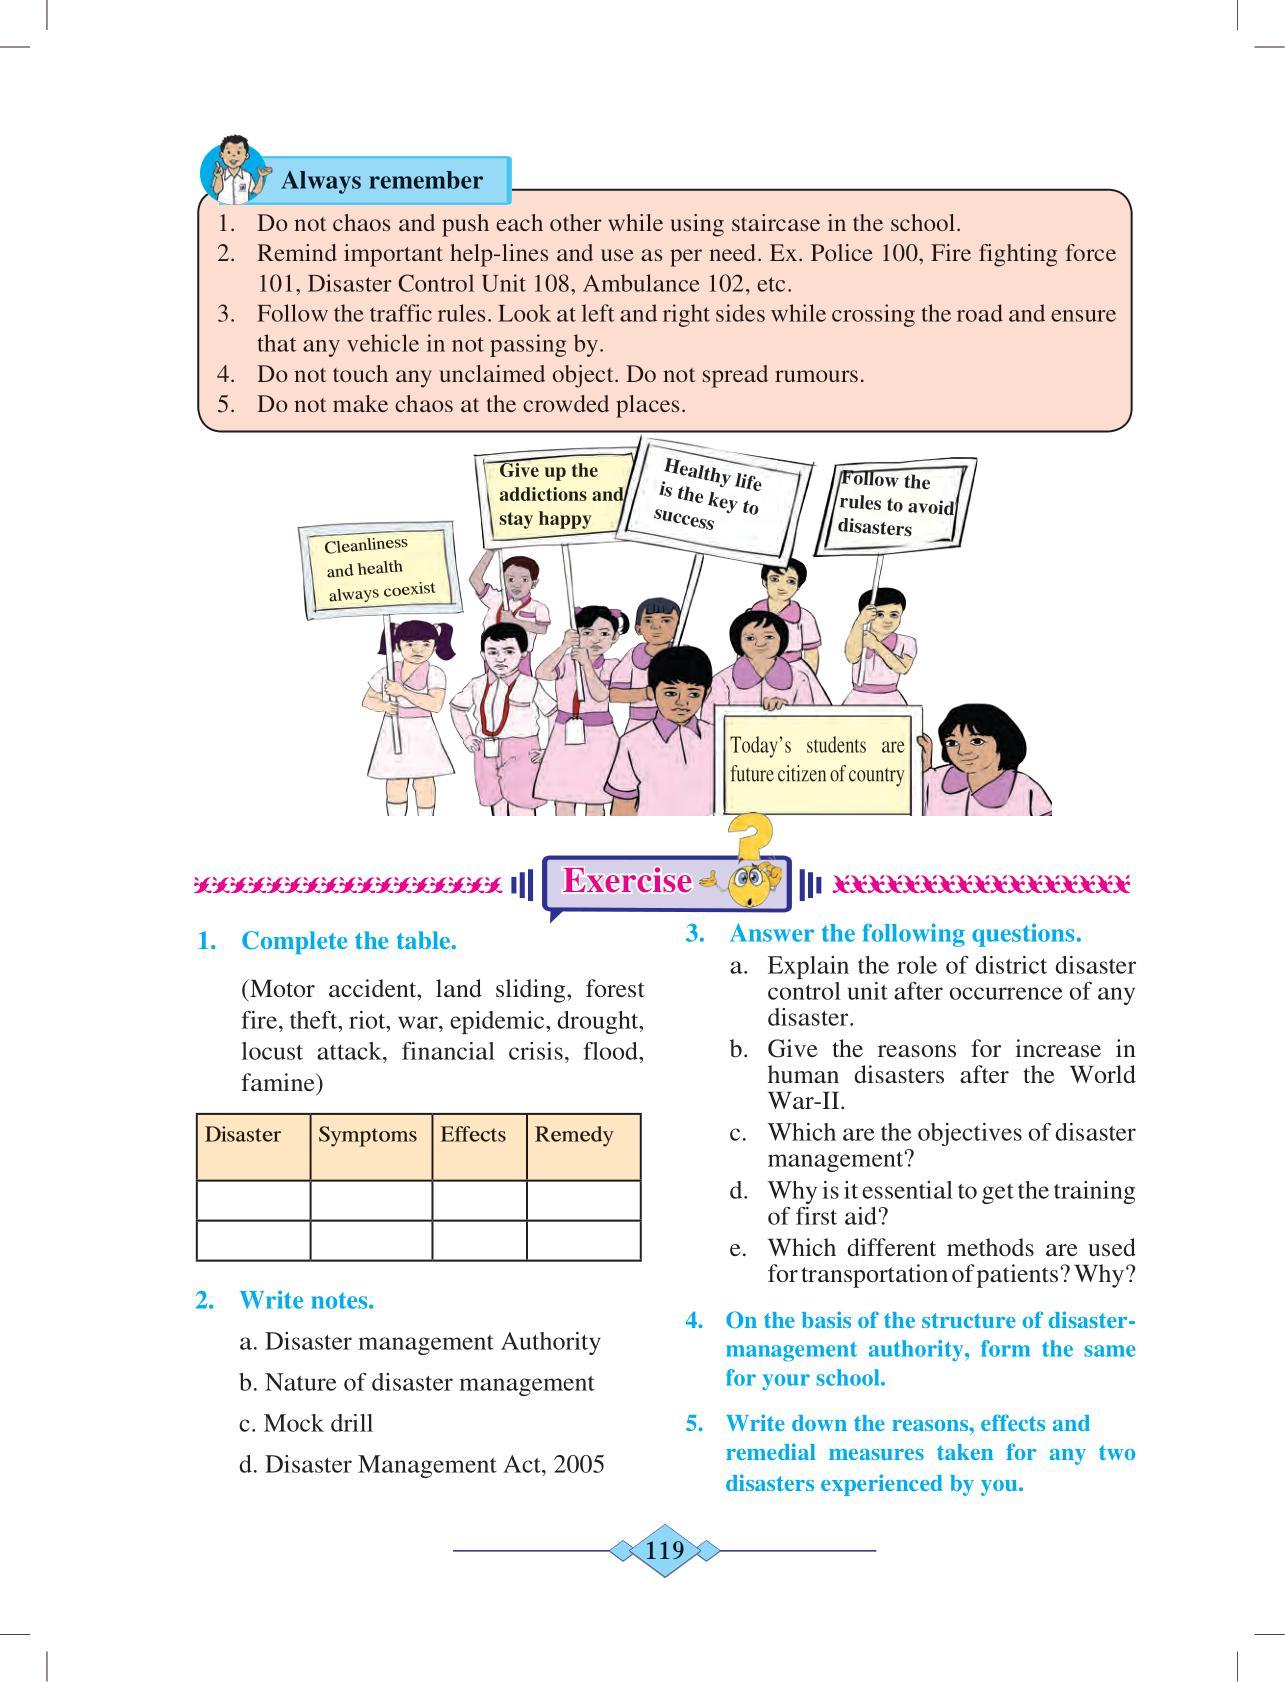 Always remember
1. Do not chaos and push each other while using staircase in the school.
2. Remind important help-lines and use as per need. Ex. Police 100, Fire fighting force
101, Disaster Control Unit 108, Ambulance 102, etc.
3. Follow the traffic rules. Look at left and right sides while crossing the road and ensure
that any vehicle in not passing by.
4. Do not touch any unclaimed object. Do not spread rumours.
5. Do not make chaos at the crowded places.
Cleanliness
and health
always coexist
Give up the
addictions and
stay happy
Healthy life
is the key to
success
Follow the
rules to avoid
disasters
Today's students are
future citizen of country
Exercise
1. Complete the table.
(Motor accident, land sliding, forest
fire, theft, riot, war, epidemic, drought,
locust attack, financial crisis, flood,
famine)
Disaster Symptoms Effects Remedy
2. Write notes.
a. Disaster management Authority
b. Nature of disaster management
c. Mock drill
d. Disaster Management Act, 2005
3. Answer the following questions.
a. Explain the role of district disaster
control unit after occurrence of any
disaster.
b. Give the reasons for increase in
human disasters after the World
War-II.
c. Which are the objectives of disaster
management?
d. Why is it essential to get the training
of first aid?
e. Which different methods are used
for transportation of patients? Why?
4. On the basis of the structure of disaster-
management authority, form the same
for your school.
5. Write down the reasons, effects and
remedial measures taken for any two
disasters experienced by you.
119